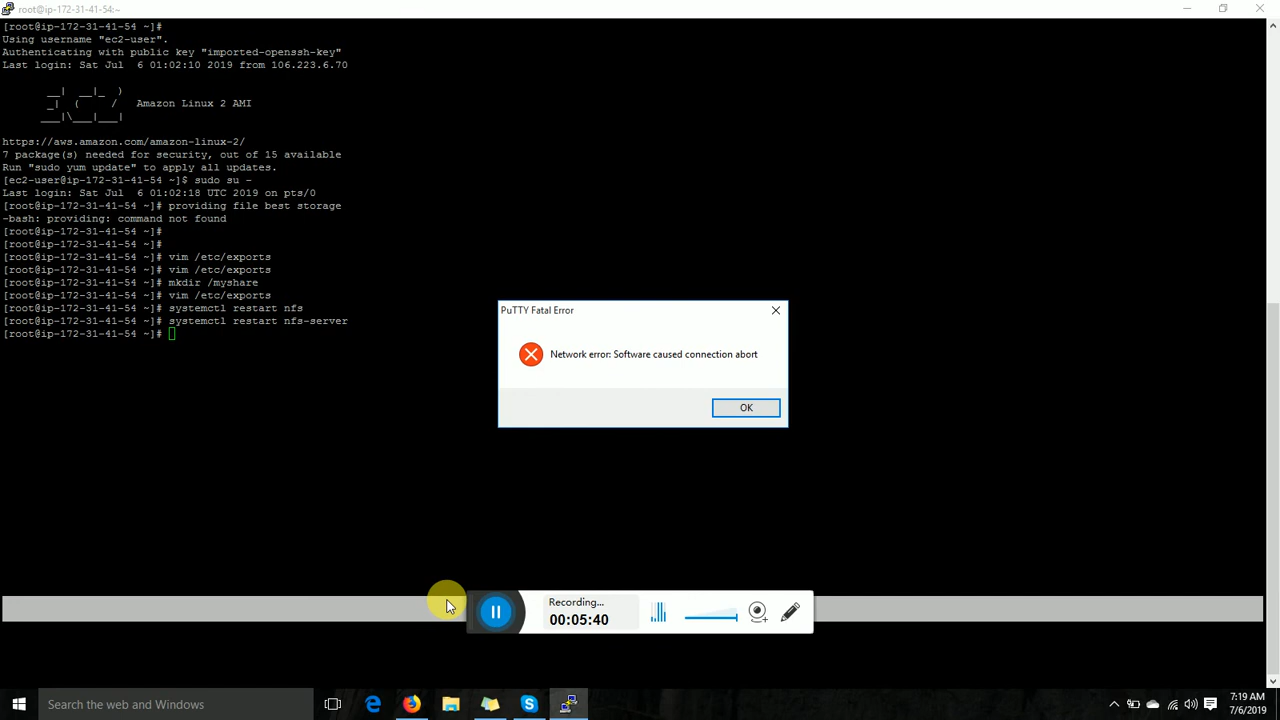 root@ip-172-31-41-54:~
[root@ip-172-31-41-54 ~]#
Using username "ec2-user".
Authenticating with public key "imported-openssh-key"
Last login: Sat Jul  6 01:02:10 2019 from 106.223.6.70
__|  __|_  )
_|  (     /   Amazon Linux 2 AMI
___|\___|___|
https://aws.amazon.com/amazon-linux-2/
7 package(s) needed for security, out of 15 available
Run "sudo yum update" to apply all updates.
[ec2-user@ip-172-31-41-54 ~]$ sudo su -
Last login: Sat Jul  6 01:02:18 UTC 2019 on pts/0
[root@ip-172-31-41-54 ~]# providing file best storage
-bash: providing: command not found
[root@ip-172-31-41-54 ~]#
[root@ip-172-31-41-54 ~]#
[root@ip-172-31-41-54 ~]# vim /etc/exports
[root@ip-172-31-41-54 ~]# vim /etc/exports
[root@ip-172-31-41-54 ~]# mkdir /myshare
[root@ip-172-31-41-54 ~]# vim /etc/exports
[root@ip-172-31-41-54 ~]# systemctl restart nfs
[root@ip-172-31-41-54 ~]# systemctl restart nfs-server
[root@ip-172-31-41-54 ~]#
PuTTY Fatal Error
Network error: Software caused connection abort
OK
Recording...
00:05:40
Search the web and Windows
7:19 AM
7/6/2019